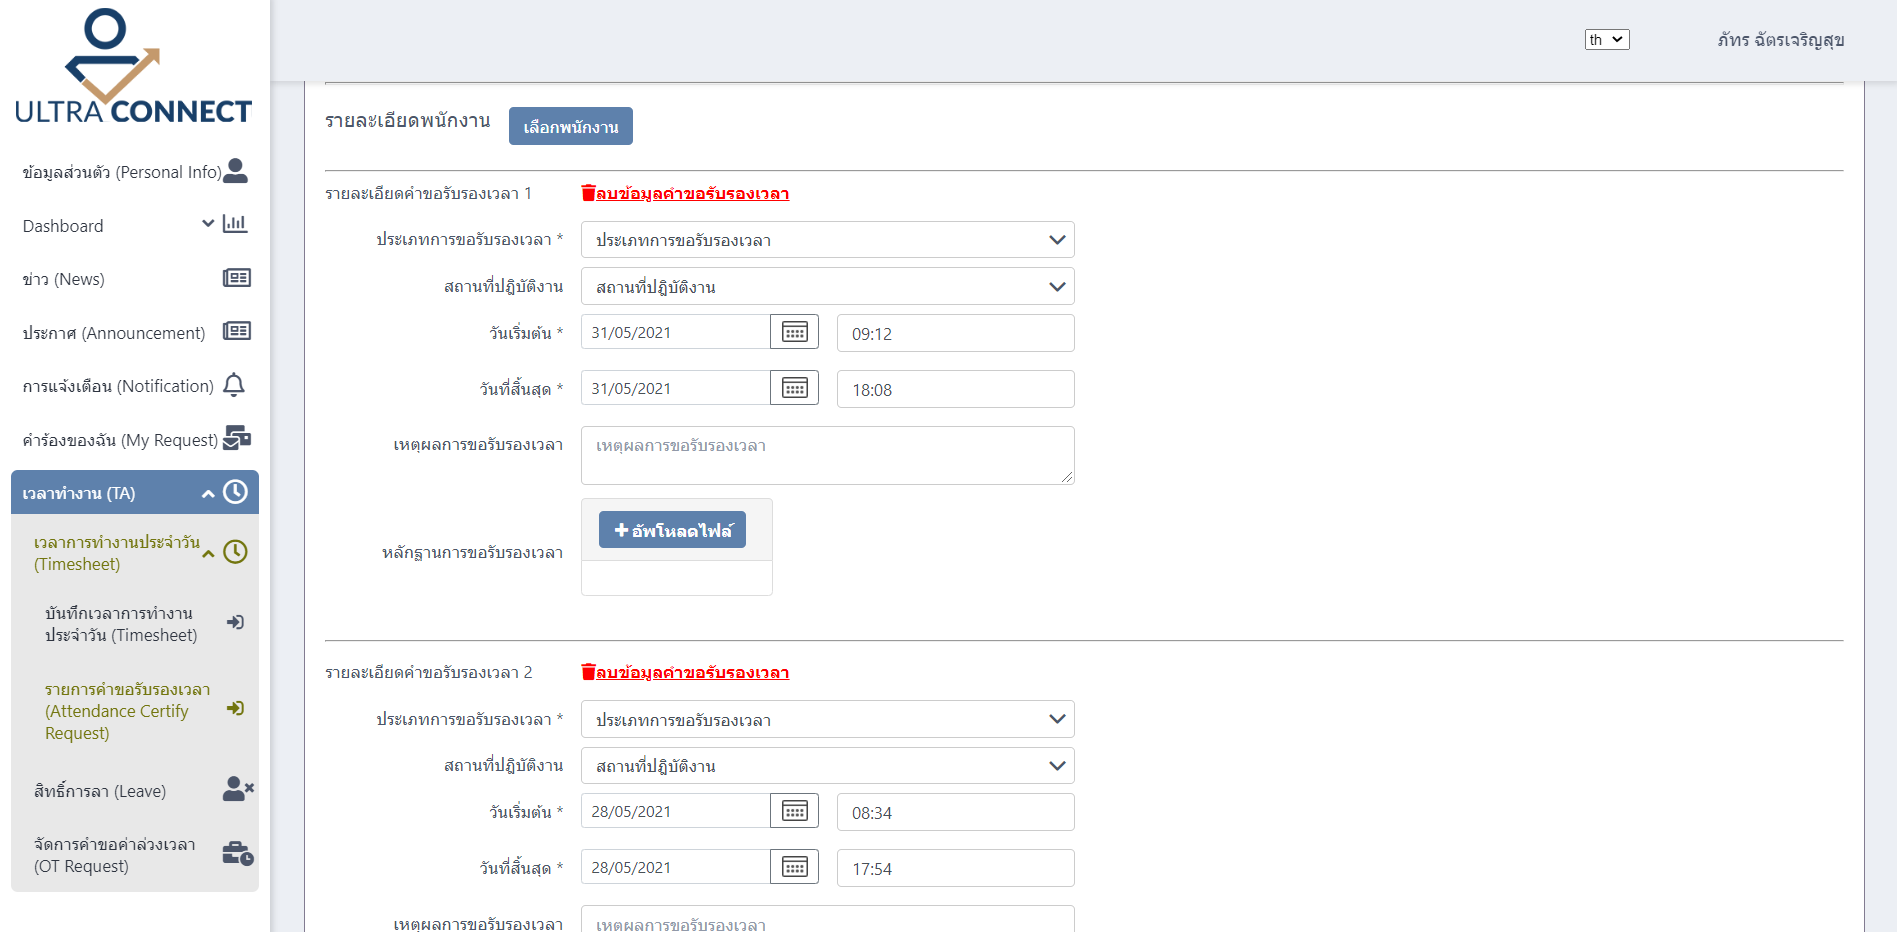 ULTRA CONNECT
th
ภัทร ฉัตรเจริญสุข
ข้อมูลส่วนตัว (Personal Info)
Dashboard
ข่าว (News)
ประกาศ (Announcement)
การแจ้งเตือน (Notification)
คำร้องของฉัน (My Request)
เวลาทำงาน (TA)
เวลาการทำงานประจำวัน
(Timesheet)
บันทึกเวลาการทำงาน
ประจำวัน (Timesheet)
รายการคำขอรับรองเวลา
(Attendance Certify
Request)
สิทธิ์การลา (Leave)
จัดการคำขอค่าล่วงเวลา
(OT Request)
รายละเอียดพนักงาน เลือกพนักงาน
รายละเอียดคำขอรับรองเวลา 1 ลบข้อมูลคำขอรับรองเวลา
ประเภทการขอรับรองเวลา * ประเภทการขอรับรองเวลา
สถานที่ปฎิบัติงาน สถานที่ปฎิบัติงาน
วันเริ่มต้น * 31/05/2021 09:12
วันที่สิ้นสุด * 31/05/2021 18:08
เหตุผลการขอรับรองเวลา เหตุผลการขอรับรองเวลา
หลักฐานการขอรับรองเวลา + อัพโหลดไฟล์
รายละเอียดคำขอรับรองเวลา 2 ลบข้อมูลคำขอรับรองเวลา
ประเภทการขอรับรองเวลา * ประเภทการขอรับรองเวลา
สถานที่ปฎิบัติงาน สถานที่ปฎิบัติงาน
วันเริ่มต้น * 28/05/2021 08:34
วันที่สิ้นสุด * 28/05/2021 17:54
เหตุผลการขอรับรองเวลา เหตุผลการขอรับรองเวลา